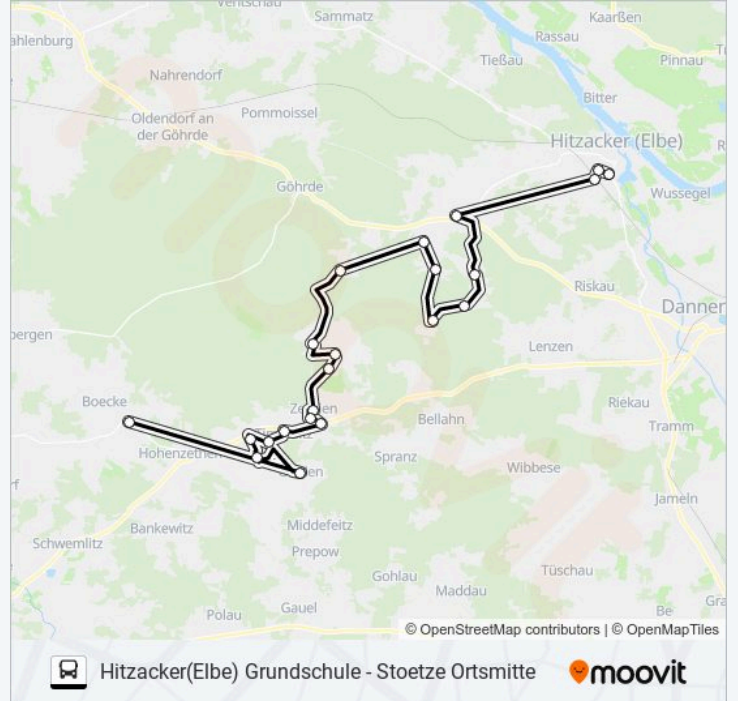 Sammatz
Kaarßen
Rassau
ahlenburg
Tießau
Pinnau
Nahrendorf
Bitter
Oldendorf an
der Göhrde
Pommoissel
Hitzacker (Elbe)
Göhrde
Wussegel
Riskau
Danner
bergen
Lenzen
Boecke
Riekau
Bellahn
Tramm
Hohenzethen
Spranz
Wibbese
Jameln
Bankewitz
Middefeitz
Schwemlitz
Prepow
Gohlau
Tüschau
Maddau
Gauel
Polau
Be
Gra
© OpenStreetMap contributors | © OpenMapTiles
Hitzacker(Elbe) Grundschule - Stoetze Ortsmitte
moovit